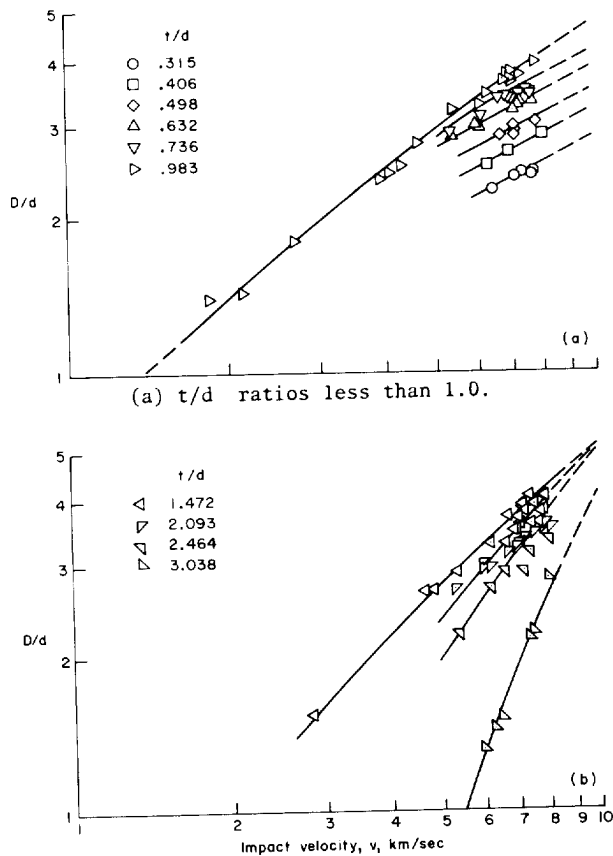 5
4
3
2
1
D/d
t/d
.315
.406
.498
.632
.736
.983
(a)
(a) t/d ratios less than 1.0.
5
4
3
2
1
D/d
t/d
1.472
2.093
2.464
3.038
(b)
1 2 3 4 5 6 7 8 9 10
Impact velocity, v, km/sec